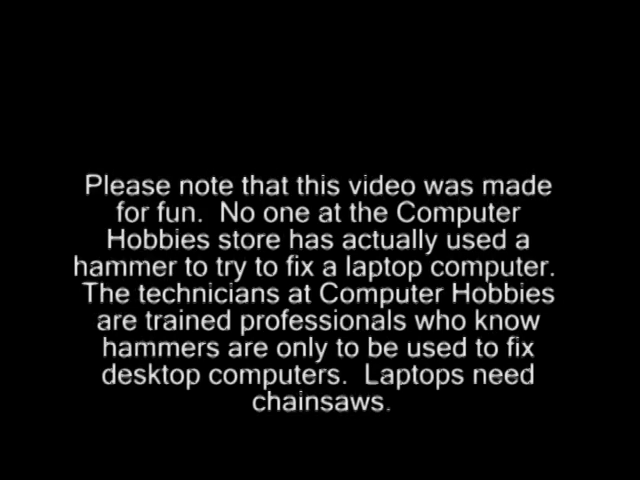 Please note that this video was made
for fun.  No one at the Computer
Hobbies store has actually used a
hammer to try to fix a laptop computer.
The technicians at Computer Hobbies
are trained professionals who know
hammers are only to be used to fix
desktop computers.  Laptops need
chainsaws.